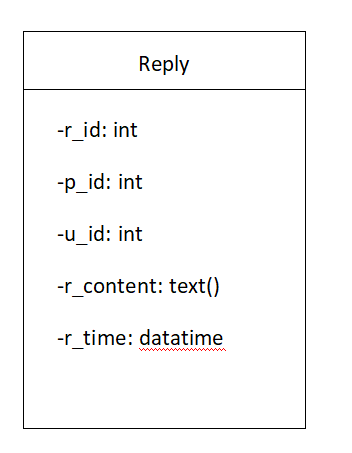 Reply
-r_id: int
-p_id: int
-u_id: int
-r_content: text()
-r_time: datatime